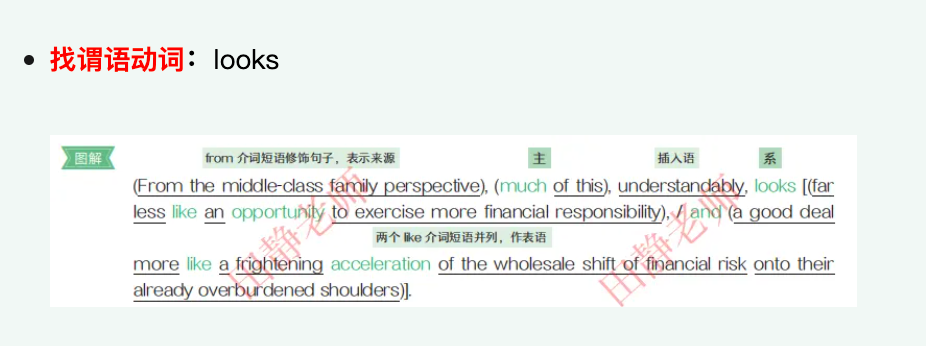 • 找谓语动词：looks
图解
from 介词短语修饰句子，表示来源 主 插入语 系
(From the middle-class family perspective), (much of this), understandably, looks [(far
less like an opportunity to exercise more financial responsibility), / and (a good deal
两个 like 介词短语并列，作表语
more like a frightening acceleration of the wholesale shift of financial risk onto their
already overburdened shoulders)].
田静老师
田静老师